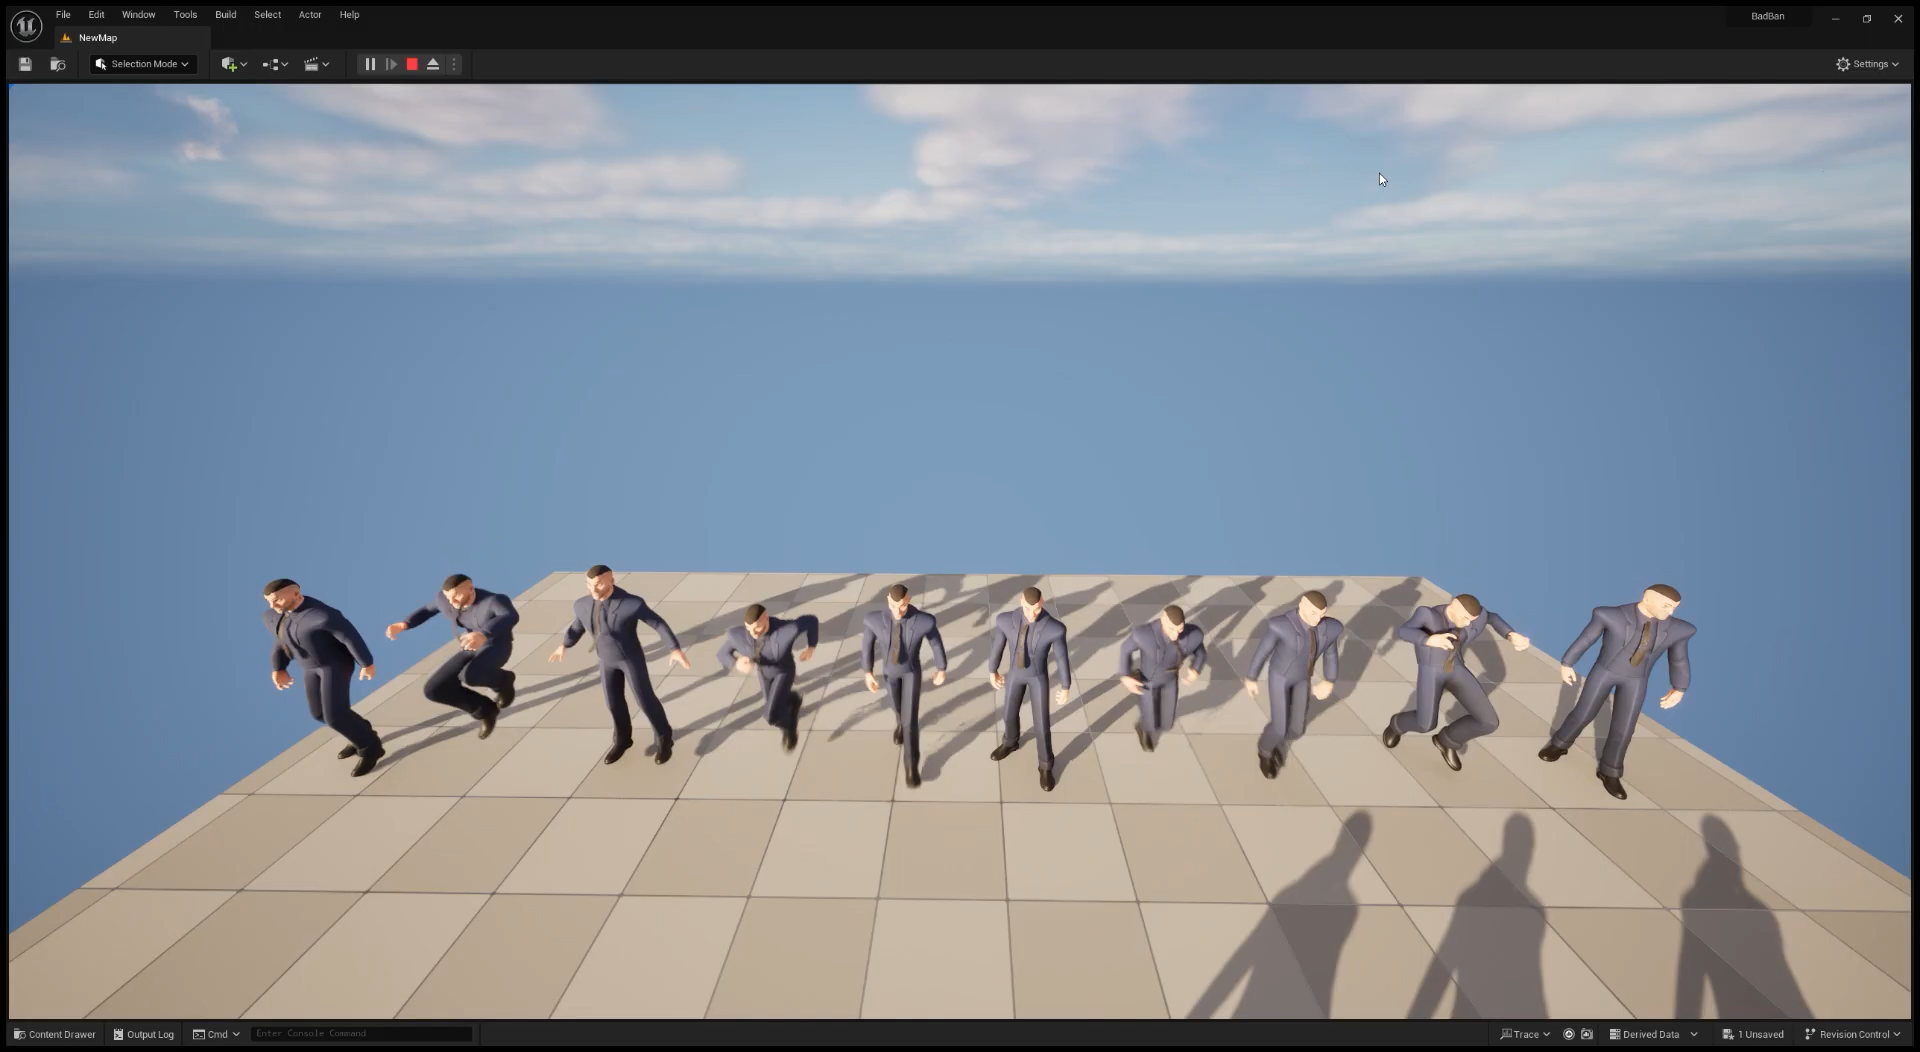 File Edit Window Tools Build Select Actor Help
BadBan
NewMap
Selection Mode
Settings
Content Drawer
Output Log
Cmd
Enter Console Command
Trace
Derived Data
1 Unsaved
Revision Control